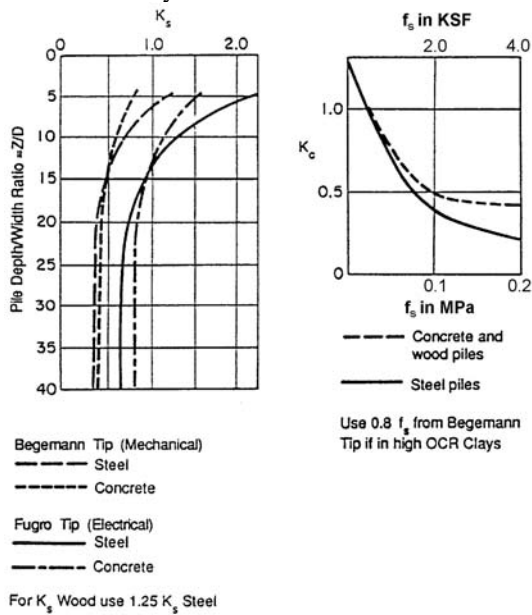 K_s
0 1.0 2.0
0
5
10
15
20
25
30
35
40
Pile Depth/Width Ratio =Z/D
Begemann Tip (Mechanical)
Steel
Concrete
Fugro Tip (Electrical)
Steel
Concrete
For K_s Wood use 1.25 K_s Steel
f_s in KSF
2.0 4.0
K_c
1.0
0.5
0
0.1 0.2
f_s in MPa
Concrete and
wood piles
Steel piles
Use 0.8 f_s from Begemann
Tip if in high OCR Clays